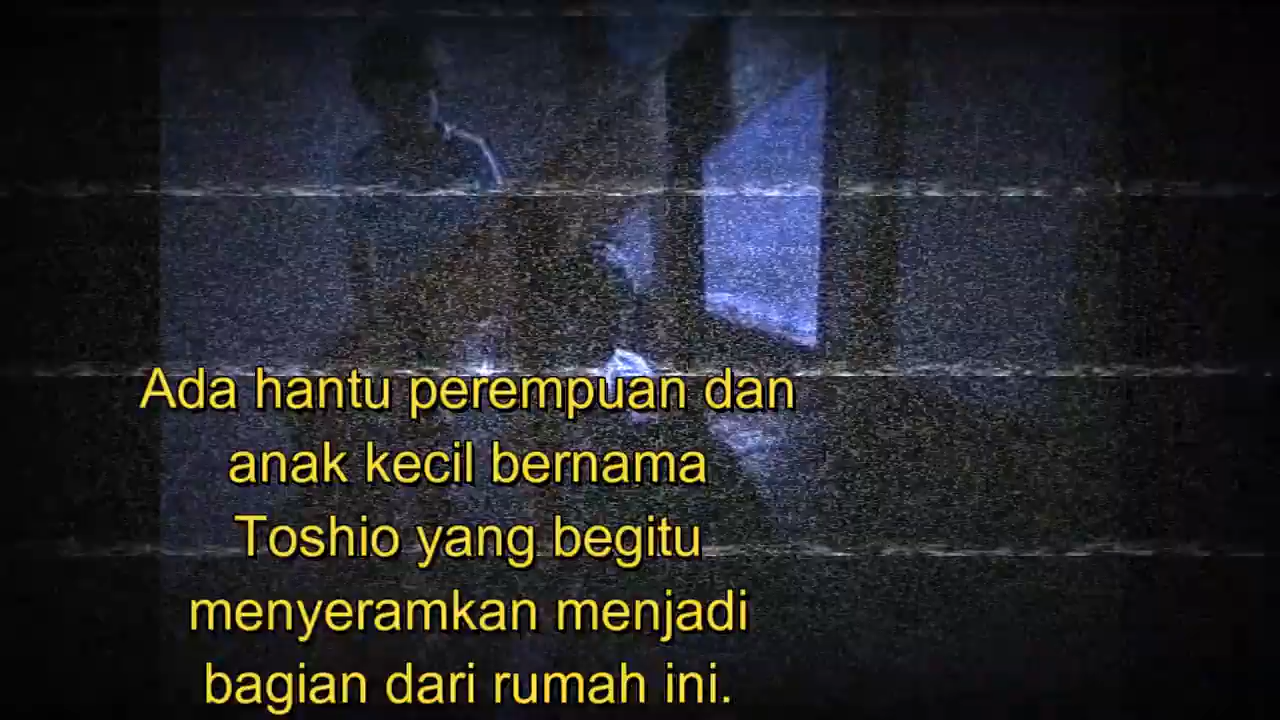 Ada hantu perempuan dan
anak kecil bernama
Toshio yang begitu
menyeramkan menjadi
bagian dari rumah ini.